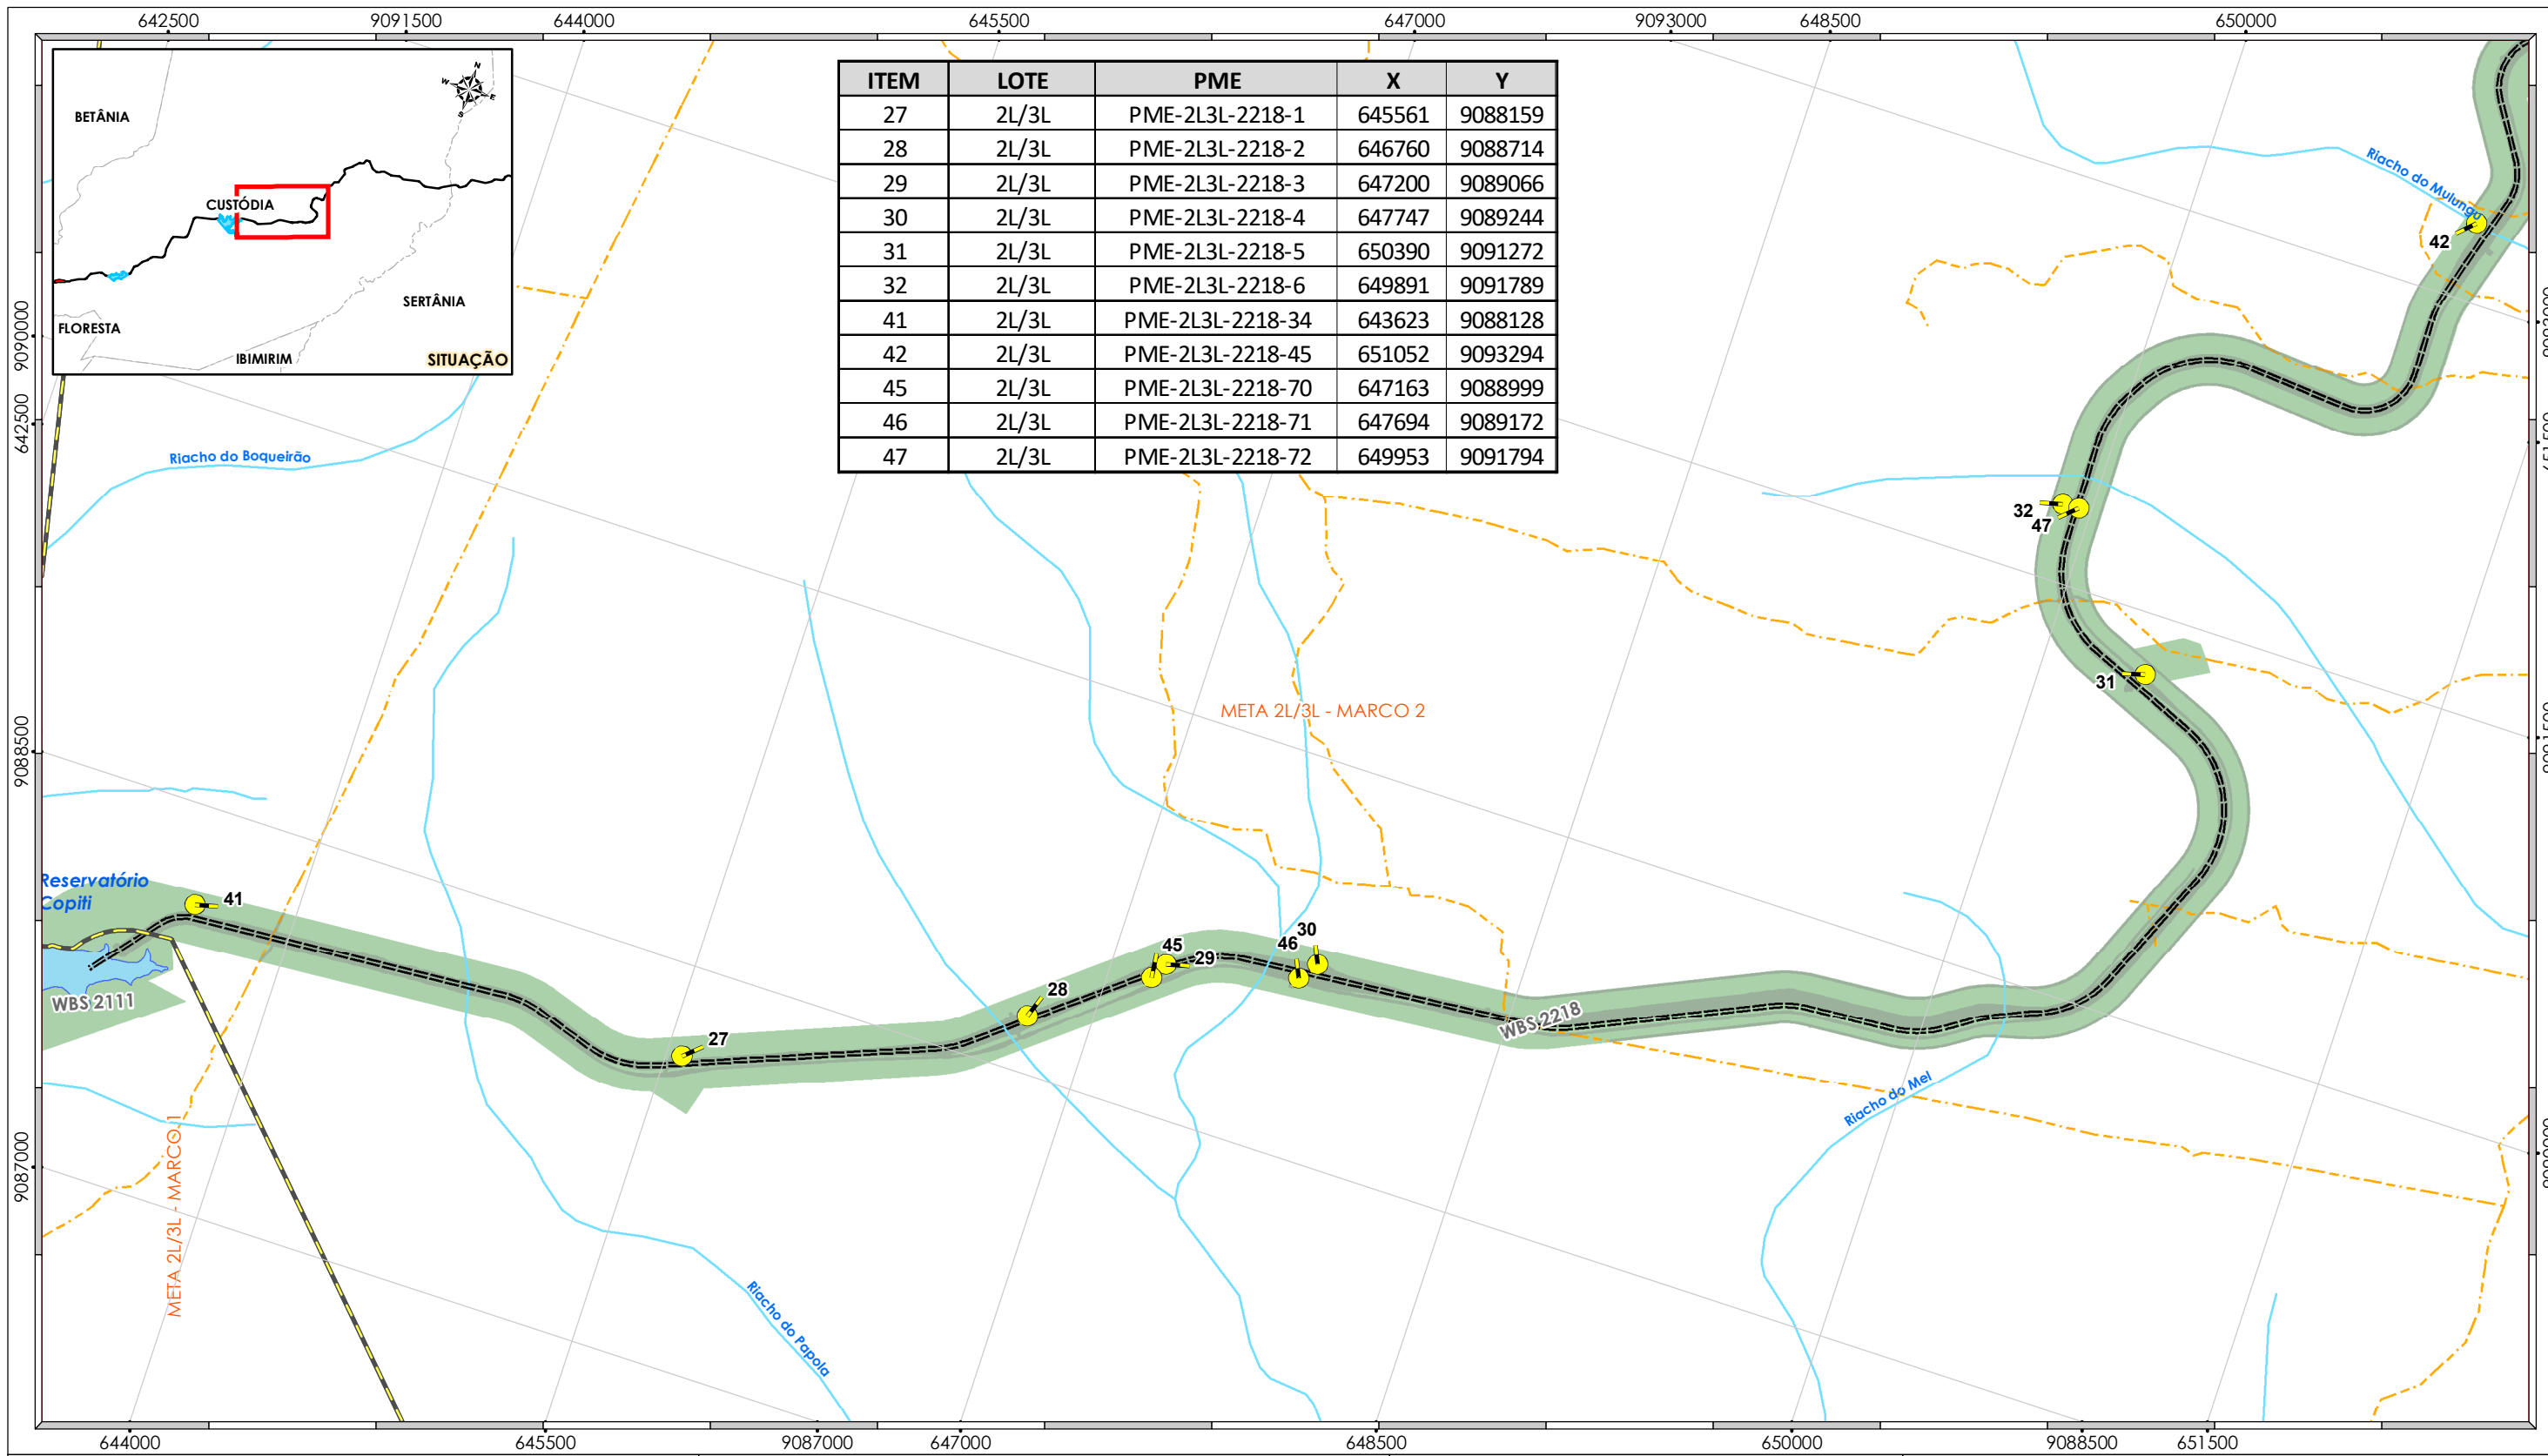 642500 9091500 644000 645500 647000 9093000 648500 650000
BETÂNIA
N
W
E
S
CUSTÓDIA
SERTÂNIA
FLORESTA
IBIMIRIM
SITUAÇÃO
ITEM LOTE PME X Y
27 2L/3L PME-2L3L-2218-1 645561 9088159
28 2L/3L PME-2L3L-2218-2 646760 9088714
29 2L/3L PME-2L3L-2218-3 647200 9089066
30 2L/3L PME-2L3L-2218-4 647747 9089244
31 2L/3L PME-2L3L-2218-5 650390 9091272
32 2L/3L PME-2L3L-2218-6 649891 9091789
41 2L/3L PME-2L3L-2218-34 643623 9088128
42 2L/3L PME-2L3L-2218-45 651052 9093294
45 2L/3L PME-2L3L-2218-70 647163 9088999
46 2L/3L PME-2L3L-2218-71 647694 9089172
47 2L/3L PME-2L3L-2218-72 649953 9091794
Riacho do Mulungu
42
9090000
642500
Riacho do Boqueirão
32
47
31
META 2L/3L - MARCO 2
9088500
Reservatório
Copiti
41
WBS 2111
30
45
46
29
28
27
WBS 2218
Riacho do Mel
9087000
META 2L/3L - MARCO 1
Riacho do Papola
644000 645500 9087000 647000 648500 650000 9088500 651500